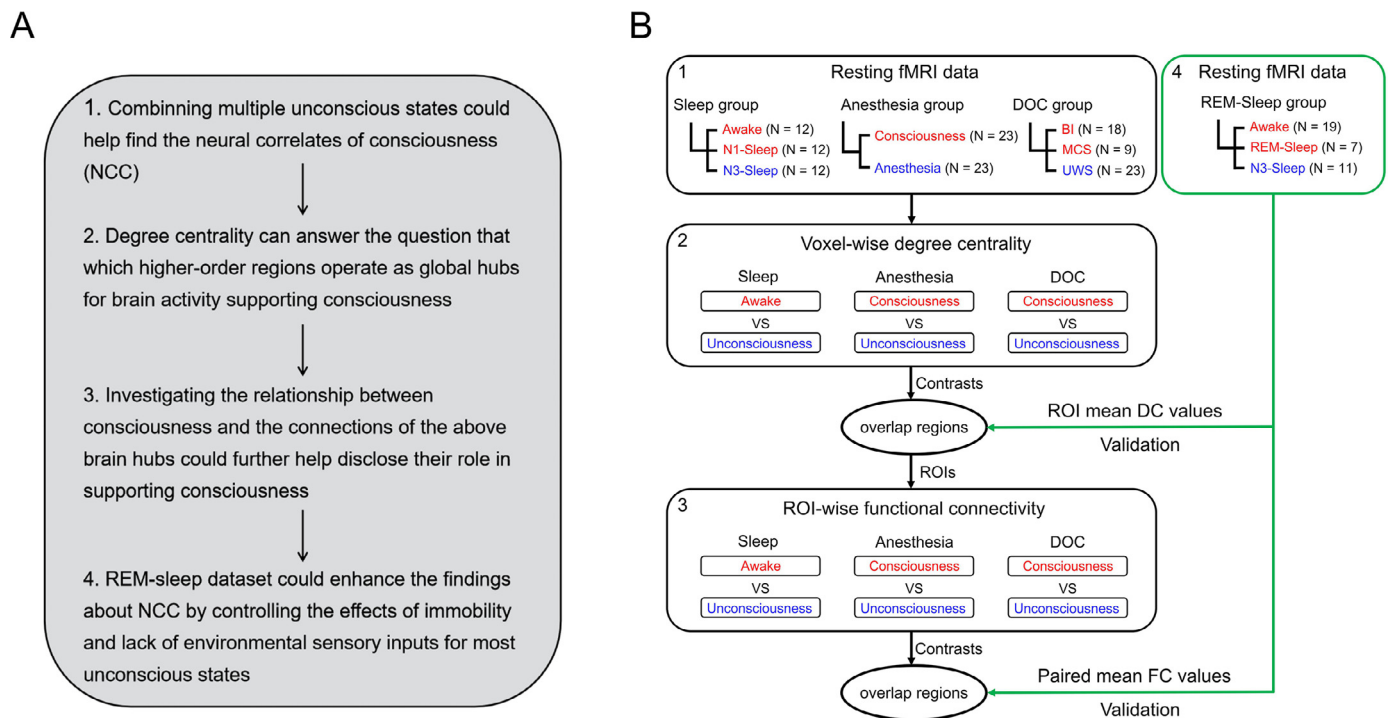 A
1. Combinning multiple unconscious states could
help find the neural correlates of consciousness
(NCC)
2. Degree centrality can answer the question that
which higher-order regions operate as global hubs
for brain activity supporting consciousness
3. Investigating the relationship between
consciousness and the connections of the above
brain hubs could further help disclose their role in
supporting consciousness
4. REM-sleep dataset could enhance the findings
about NCC by controlling the effects of immobility
and lack of environmental sensory inputs for most
unconscious states
B
1 Resting fMRI data
Sleep group
Awake (N = 12)
N1-Sleep (N = 12)
N3-Sleep (N = 12)
Anesthesia group
Consciousness (N = 23)
Anesthesia (N = 23)
DOC group
BI (N = 18)
MCS (N = 9)
UWS (N = 23)
4 Resting fMRI data
REM-Sleep group
Awake (N = 19)
REM-Sleep (N = 7)
N3-Sleep (N = 11)
2 Voxel-wise degree centrality
Sleep
Awake
VS
Unconsciousness
Anesthesia
Consciousness
VS
Unconsciousness
DOC
Consciousness
VS
Unconsciousness
Contrasts
overlap regions
ROI mean DC values
Validation
ROIs
3 ROI-wise functional connectivity
Sleep
Awake
VS
Unconsciousness
Anesthesia
Consciousness
VS
Unconsciousness
DOC
Consciousness
VS
Unconsciousness
Contrasts
overlap regions
Paired mean FC values
Validation